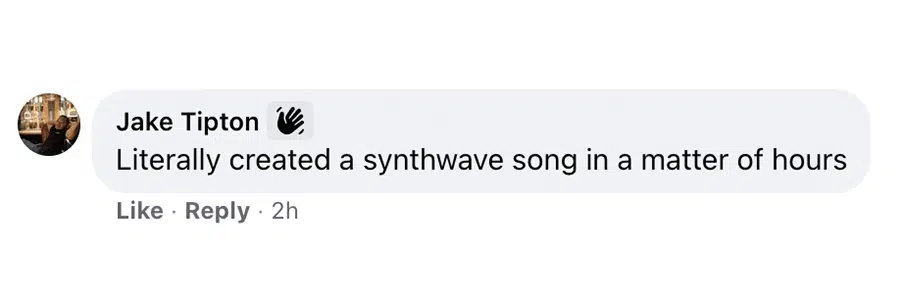 Jake Tipton
Literally created a synthwave song in a matter of hours
Like · Reply · 2h